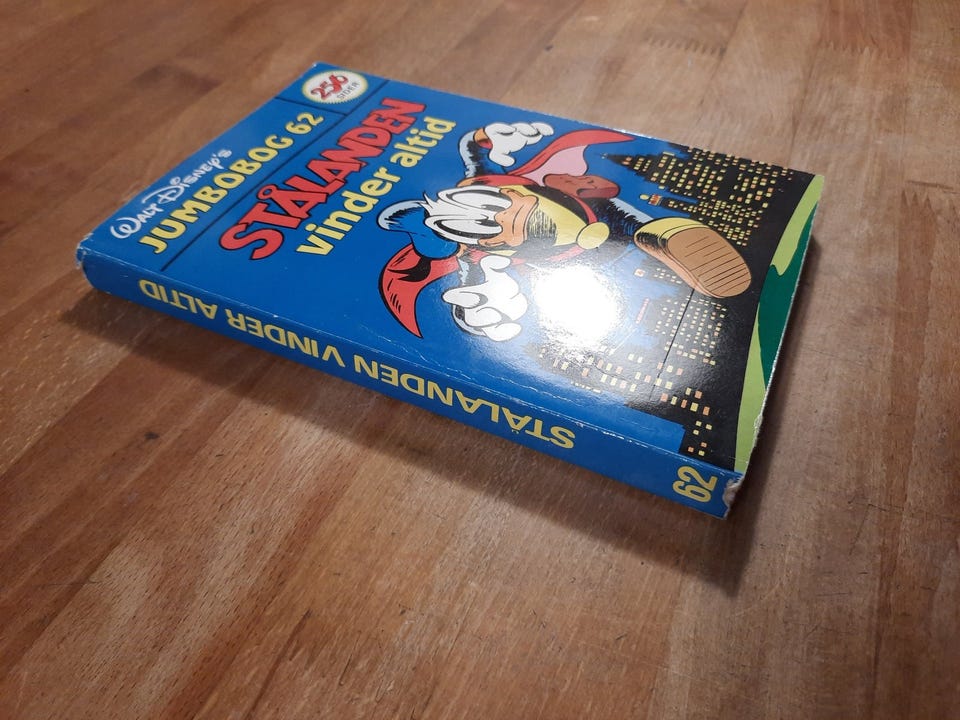 Walt Disney's
JUMBOBOG 62
256
SIDER
STÅLANDEN
vinder altid
STÅLANDEN VINDER ALTID
62